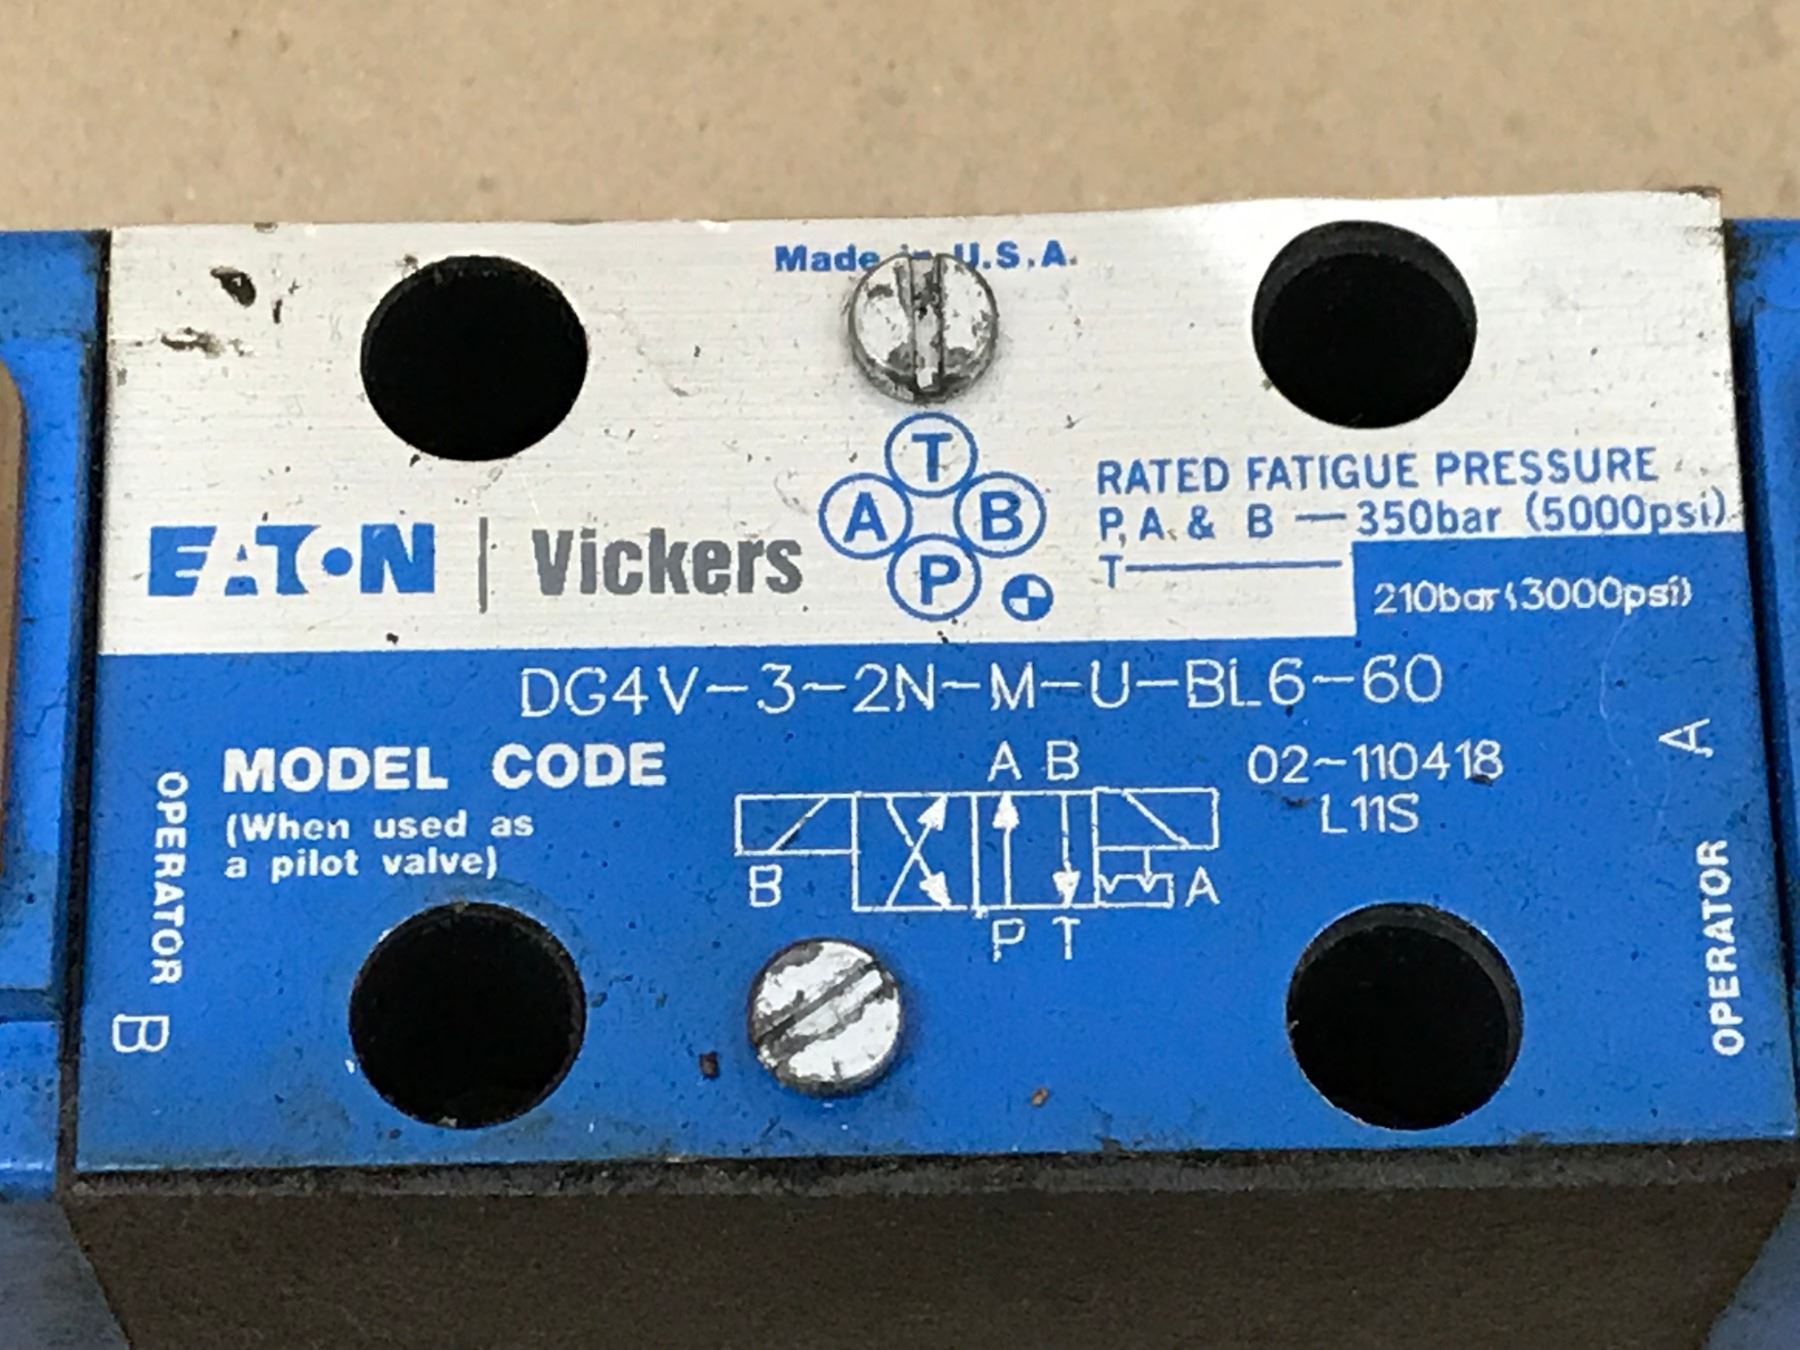 Made in U.S.A.
T
A B
P
EATON | Vickers
RATED FATIGUE PRESSURE
P, A. & B — 350bar (5000psi)
T— 210bar (3000psi)
DG4V-3-2N-M-U-BL6-60
MODEL CODE
(When used as
a pilot valve)
A B
B
A
P T
02-110418
L11S
OPERATOR B
OPERATOR A